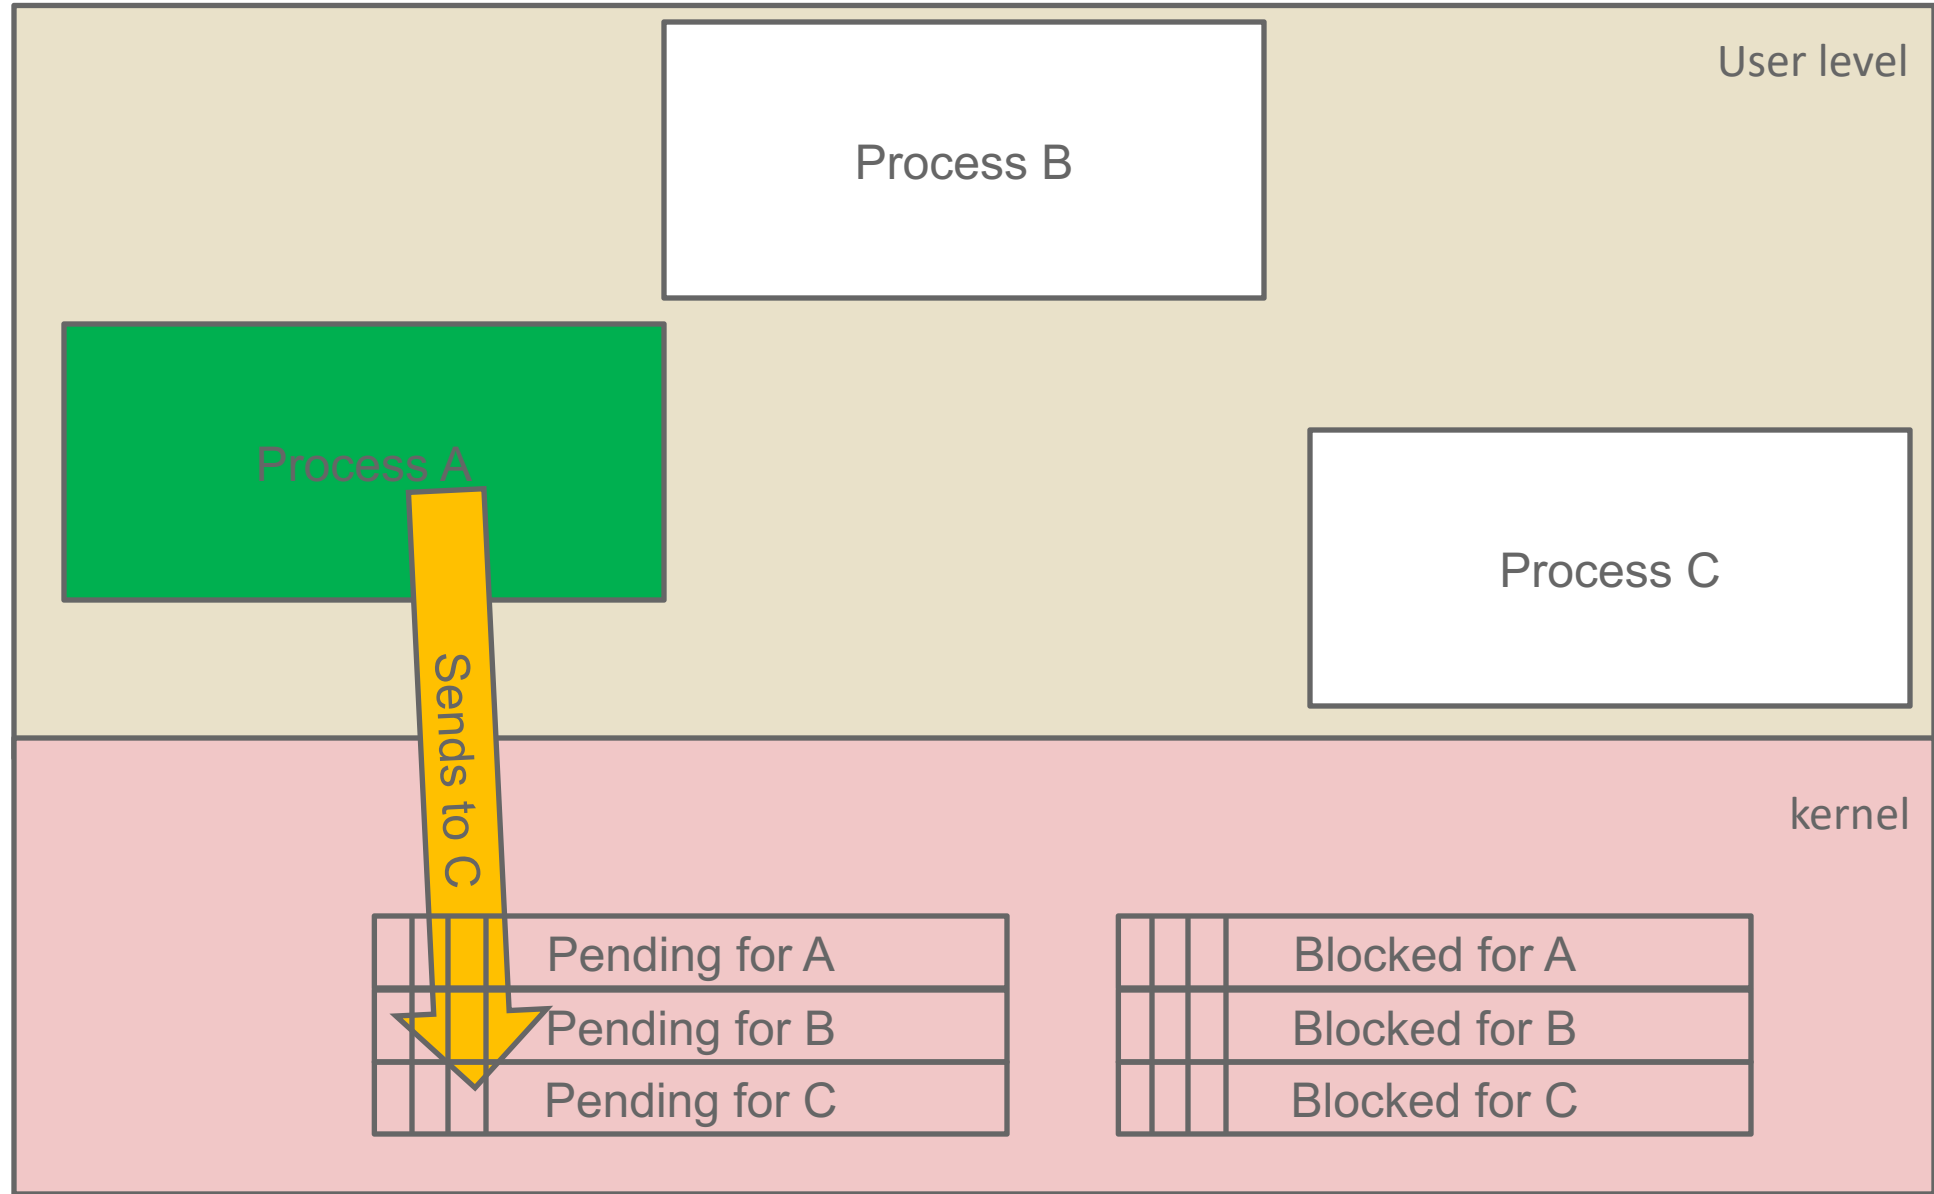 User level
Process B
Process A
Process C
Sends to C
kernel
Pending for A
Blocked for A
Pending for B
Blocked for B
Pending for C
Blocked for C